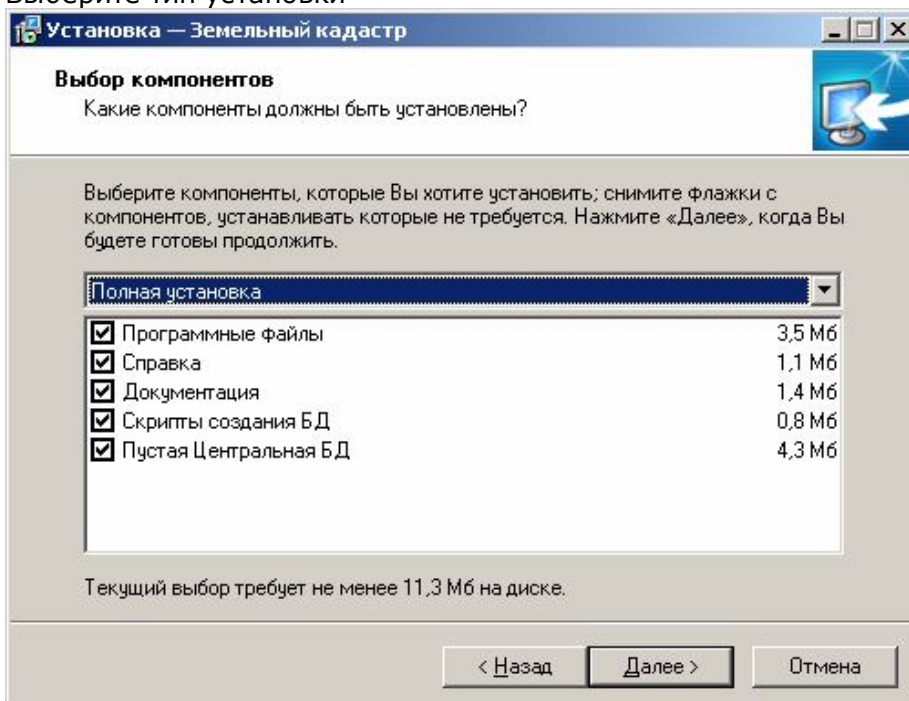 Выберите тип установки
Установка — Земельный кадастр
Выбор компонентов
Какие компоненты должны быть установлены?
Выберите компоненты, которые Вы хотите установить; снимите флажки с
компонентов, устанавливать которые не требуется. Нажмите «Далее», когда Вы
будете готовы продолжить.
Полная установка
Программные файлы 3,5 Мб
Справка 1,1 Мб
Документация 1,4 Мб
Скрипты создания БД 0,8 Мб
Пустая Центральная БД 4,3 Мб
Текущий выбор требует не менее 11,3 Мб на диске.
< Назад Далее > Отмена